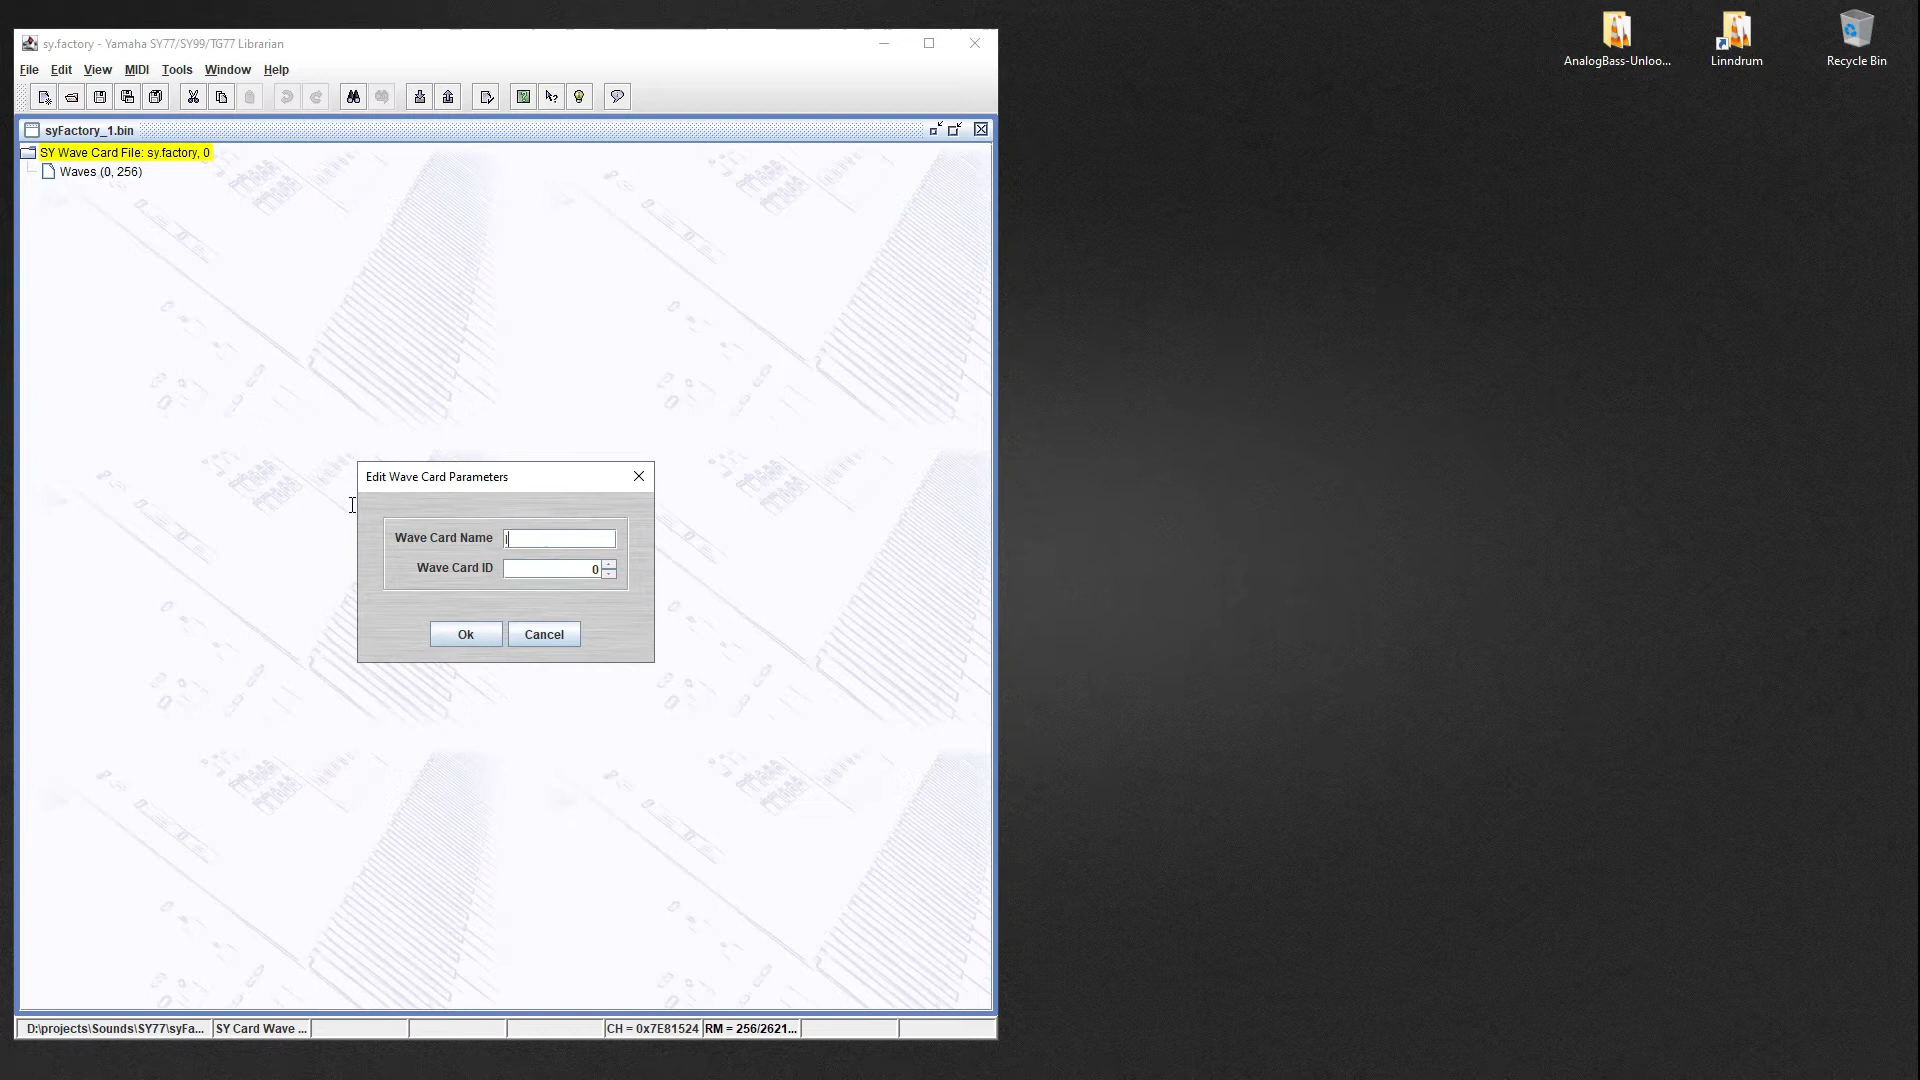 sy.factory - Yamaha SY77/SY99/TG77 Librarian
File Edit View MIDI Tools Window Help
syFactory_1.bin
SY Wave Card File: sy.factory, 0
Waves (0, 256)
Edit Wave Card Parameters
Wave Card Name l
Wave Card ID 0
Ok Cancel
D:\projects\Sounds\SY77\syFa... SY Card Wave ... CH = 0x7E81524 RM = 256/2621...
AnalogBass-Unloo...
Linndrum
Recycle Bin